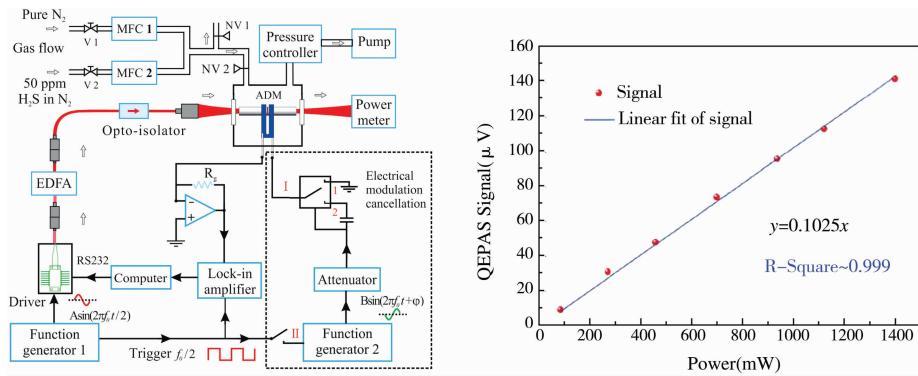 Pure N₂
V 1
MFC 1
NV 1
Gas flow
Pressure
controller
Pump
V 2
MFC 2
NV 2
50 ppm
H₂S in N₂
ADM
Power
meter
Opto-isolator
EDFA
Rg
-
+
I
1
2
Electrical
modulation
cancellation
RS232
Computer
Lock-in
amplifier
Attenuator
Driver
Asin(2πf₀t/2)
Bsin(2πf₀t+φ)
Function
generator 1
Trigger f₀/2
II
Function
generator 2
160
140
120
100
80
60
40
20
0
QEPAS Signal(μ V)
Signal
Linear fit of signal
y=0.1025x
R-Square~0.999
0 200 400 600 800 1000 1200 1400
Power(mW)